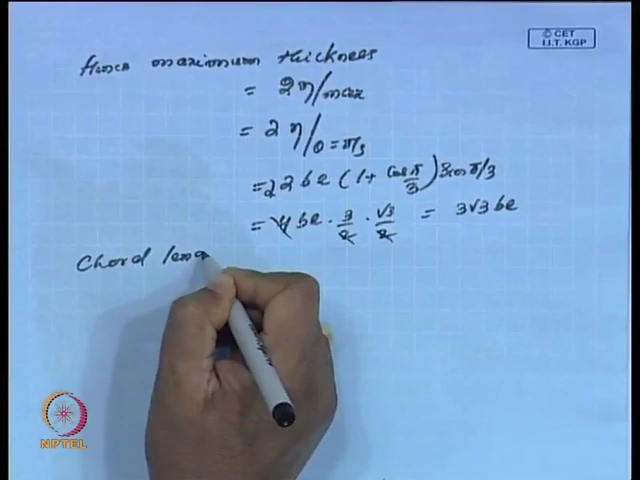 © CET
I.I.T. KGP
Hence maximum thickness
= 2η/max
= 2η/θ=π/3
= 2 2be (1 + cos π/3) sin π/3
= 4be · 3/2 · √3/2 = 3√3 be
Chord leng
NPTEL